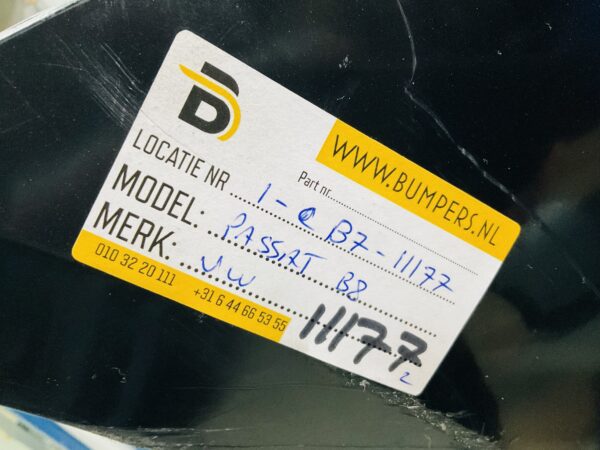 WWW.BUMPERS.NL
Part nr.
LOCATIE NR 1-C B7-11177
MODEL: PASSAT B8
MERK: VW
11177
010 32 20 111 +31 6 44 66 53 55
2